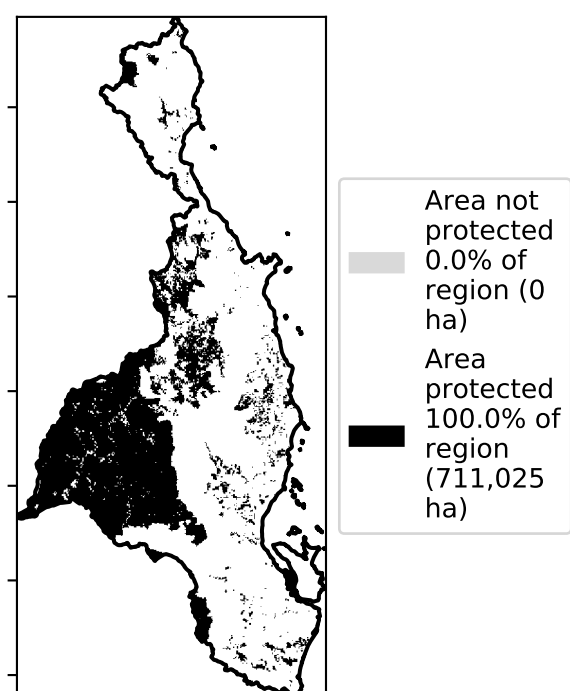 Area not
protected
0.0% of
region (0
ha)
Area
protected
100.0% of
region
(711,025
ha)